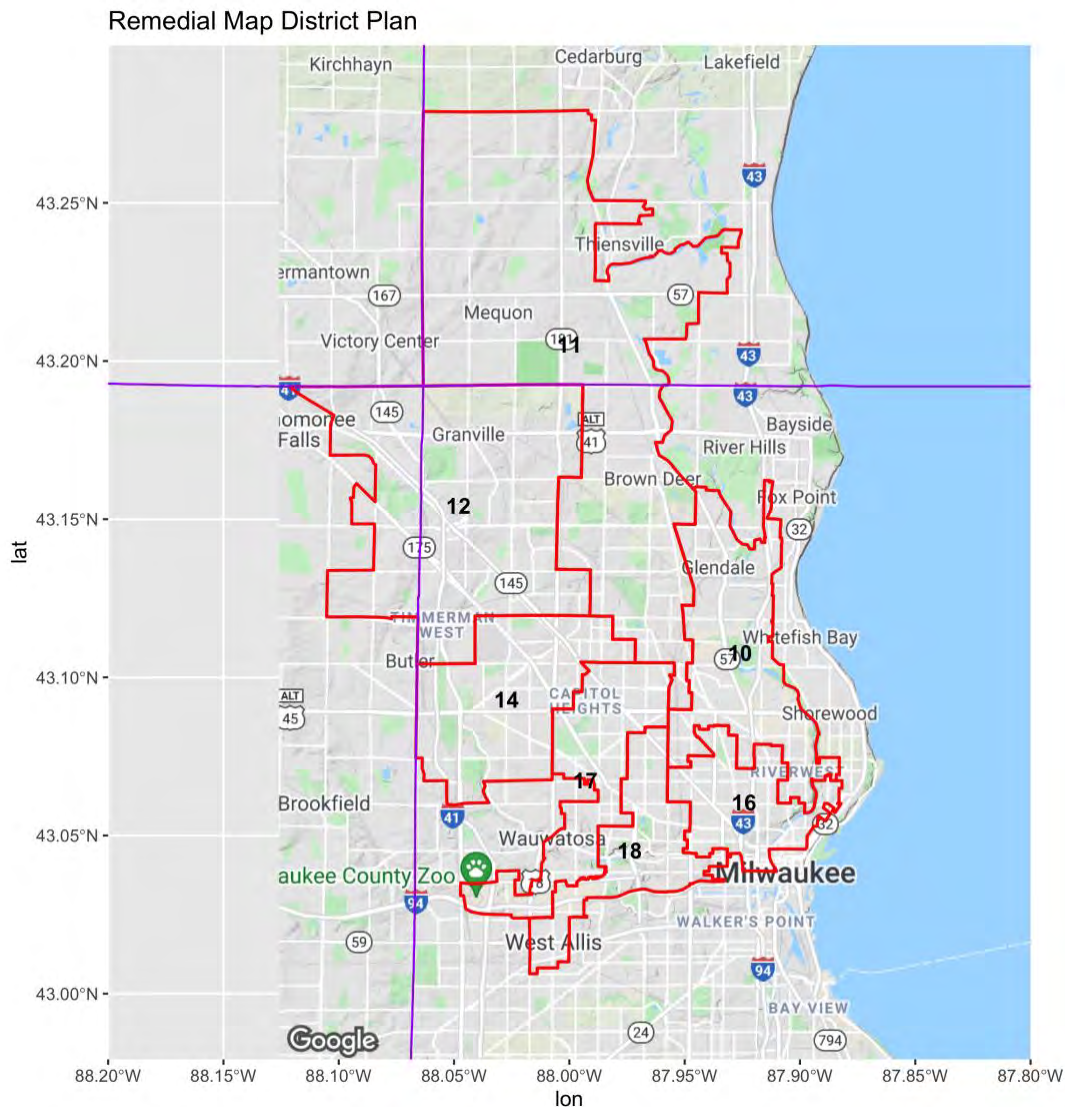 Remedial Map District Plan
Kirchhayn
Cedarburg
Lakefield
43
43.25°N
Thiensville
ermantown
167
57
Mequon
Victory Center
11
43.20°N
43
41
43
145
omonee
Falls
Granville
ALT
41
Bayside
River Hills
Brown Deer
Fox Point
12
43.15°N
32
175
Glendale
145
TIMMERMAN
WEST
Whitefish Bay
57
10
Butler
43.10°N
ALT
45
14
CAPITOL
HEIGHTS
Shorewood
lat
17
RIVERWEST
Brookfield
16
41
43
32
43.05°N
Wauwatosa
18
aukee County Zoo
Milwaukee
94
59
West Allis
WALKER'S POINT
94
43.00°N
BAY VIEW
24
794
Google
88.20°W
88.15°W
88.10°W
88.05°W
88.00°W
87.95°W
87.90°W
87.85°W
87.80°W
lon